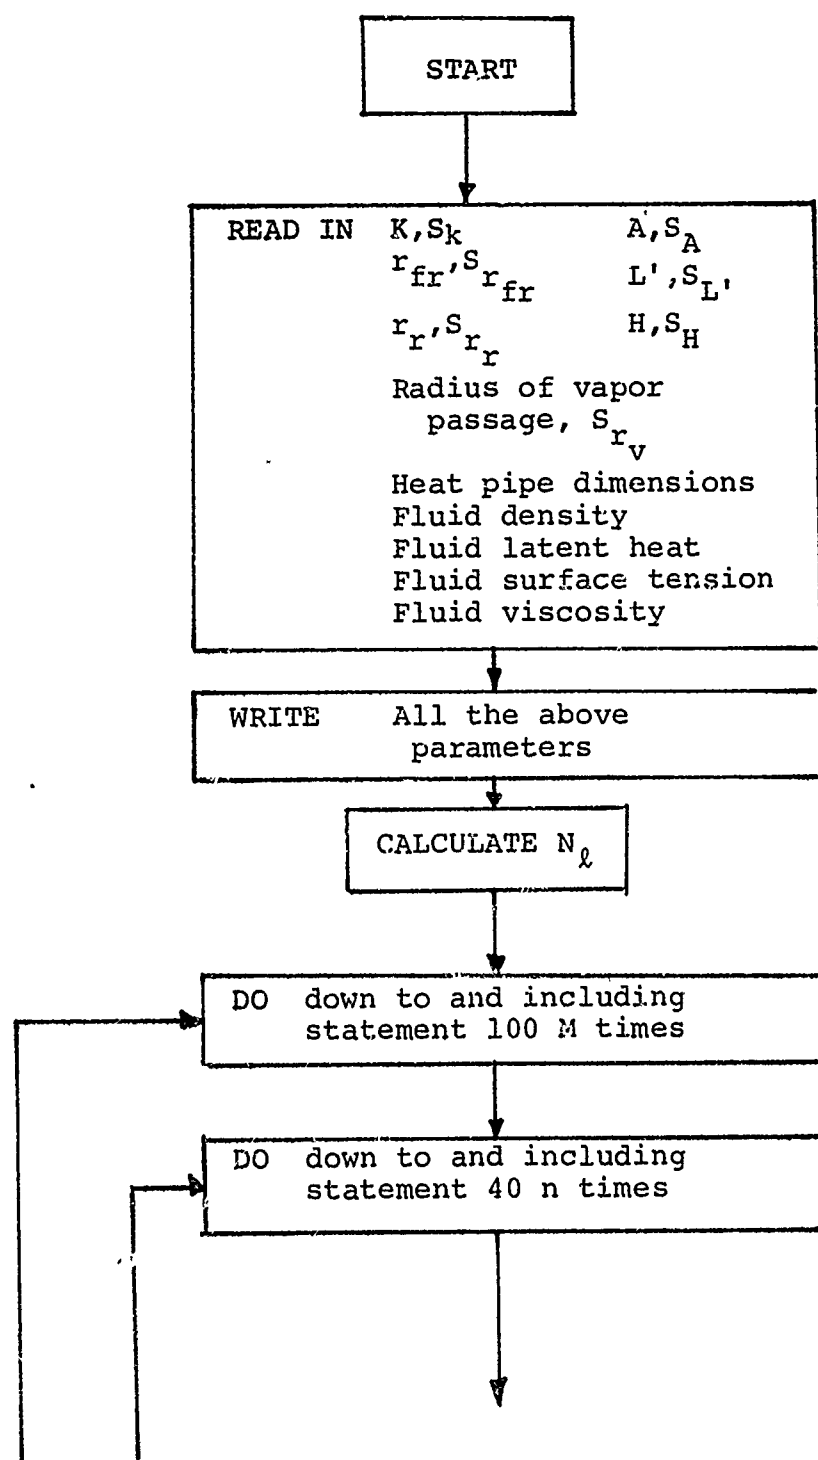 START
READ IN K,Sk A,S_A
r_fr,S_r_fr L',S_L'
r_r,S_r_r H,S_H
Radius of vapor
passage, S_r_v
Heat pipe dimensions
Fluid density
Fluid latent heat
Fluid surface tension
Fluid viscosity
WRITE All the above
parameters
CALCULATE N_ℓ
DO down to and including
statement 100 M times
DO down to and including
statement 40 n times